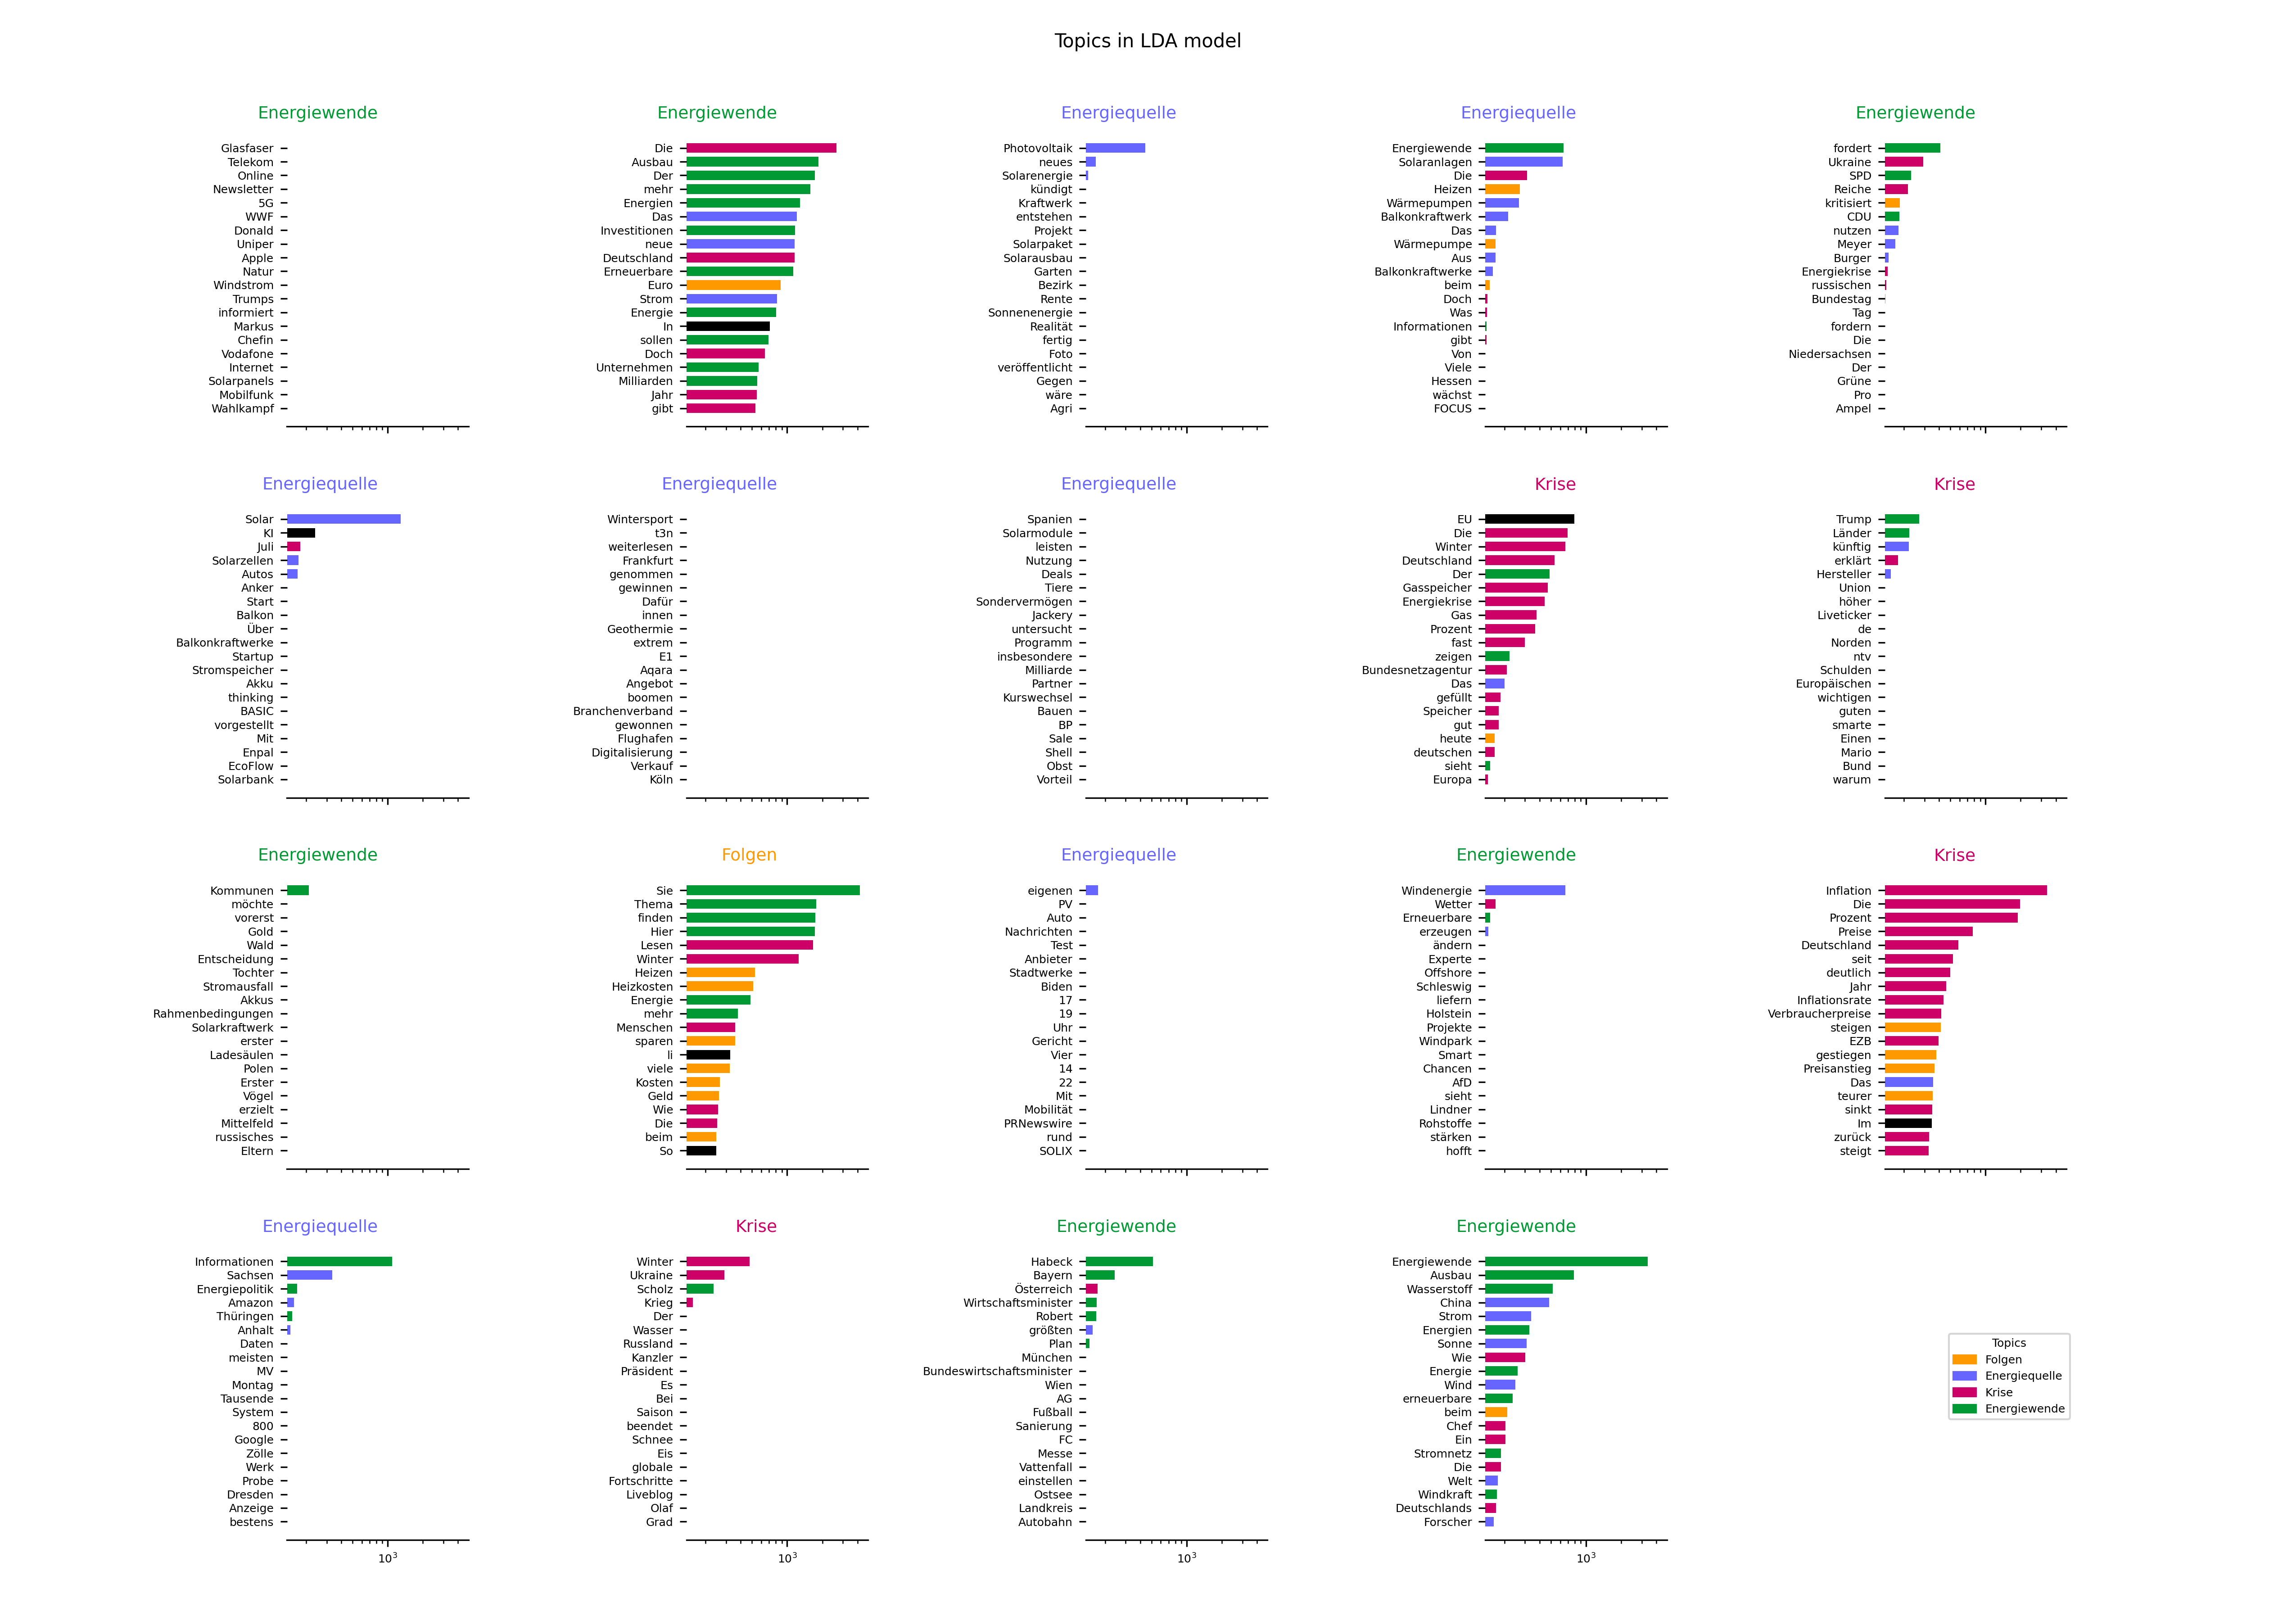 Topics in LDA model
Energiewende
Glasfaser
Telekom
Online
Newsletter
5G
WWF
Donald
Uniper
Apple
Natur
Windstrom
Trumps
informiert
Markus
Chefin
Vodafone
Internet
Solarpanels
Mobilfunk
Wahlkampf
Energiewende
Die
Ausbau
Der
mehr
Energien
Das
Investitionen
neue
Deutschland
Erneuerbare
Euro
Strom
Energie
In
sollen
Doch
Unternehmen
Milliarden
Jahr
gibt
Energiequelle
Photovoltaik
neues
Solarenergie
kündigt
Kraftwerk
entstehen
Projekt
Solarpaket
Solarausbau
Garten
Bezirk
Rente
Sonnenenergie
Realität
fertig
Foto
veröffentlicht
Gegen
wäre
Agri
Energiequelle
Energiewende
Solaranlagen
Die
Heizen
Wärmepumpen
Balkonkraftwerk
Das
Wärmepumpe
Aus
Balkonkraftwerke
beim
Doch
Was
Informationen
gibt
Von
Viele
Hessen
wächst
FOCUS
Energiewende
fordert
Ukraine
SPD
Reiche
kritisiert
CDU
nutzen
Meyer
Burger
Energiekrise
russischen
Bundestag
Tag
fordern
Die
Niedersachsen
Der
Grüne
Pro
Ampel
Energiequelle
Solar
KI
Juli
Solarzellen
Autos
Anker
Start
Balkon
Über
Balkonkraftwerke
Startup
Stromspeicher
Akku
thinking
BASIC
vorgestellt
Mit
Enpal
EcoFlow
Solarbank
Energiequelle
Wintersport
t3n
weiterlesen
Frankfurt
genommen
gewinnen
Dafür
innen
Geothermie
extrem
E1
Aqara
Angebot
boomen
Branchenverband
gewonnen
Flughafen
Digitalisierung
Verkauf
Köln
Energiequelle
Spanien
Solarmodule
leisten
Nutzung
Deals
Tiere
Sondervermögen
Jackery
untersucht
Programm
insbesondere
Milliarde
Partner
Kurswechsel
Bauen
BP
Sale
Shell
Obst
Vorteil
Krise
EU
Die
Winter
Deutschland
Der
Gasspeicher
Energiekrise
Gas
Prozent
fast
zeigen
Bundesnetzagentur
Das
gefüllt
Speicher
gut
heute
deutschen
sieht
Europa
Krise
Trump
Länder
künftig
erklärt
Hersteller
Union
höher
Liveticker
de
Norden
ntv
Schulden
Europäischen
wichtigen
guten
smarte
Einen
Mario
Bund
warum
Energiewende
Kommunen
möchte
vorerst
Gold
Wald
Entscheidung
Tochter
Stromausfall
Akkus
Rahmenbedingungen
Solarkraftwerk
erster
Ladesäulen
Polen
Erster
Vögel
erzielt
Mittelfeld
russisches
Eltern
Folgen
Sie
Thema
finden
Hier
Lesen
Winter
Heizen
Heizkosten
Energie
mehr
Menschen
sparen
li
viele
Kosten
Geld
Wie
Die
beim
So
Energiequelle
eigenen
PV
Auto
Nachrichten
Test
Anbieter
Stadtwerke
Biden
17
19
Uhr
Gericht
Vier
14
22
Mit
Mobilität
PRNewswire
rund
SOLIX
Energiewende
Windenergie
Wetter
Erneuerbare
erzeugen
ändern
Experte
Offshore
Schleswig
liefern
Holstein
Projekte
Windpark
Smart
Chancen
AfD
sieht
Lindner
Rohstoffe
stärken
hofft
Krise
Inflation
Die
Prozent
Preise
Deutschland
seit
deutlich
Jahr
Inflationsrate
Verbraucherpreise
steigen
EZB
gestiegen
Preisanstieg
Das
teurer
sinkt
Im
zurück
steigt
Energiequelle
Informationen
Sachsen
Energiepolitik
Amazon
Thüringen
Anhalt
Daten
meisten
MV
Montag
Tausende
System
800
Google
Zölle
Werk
Probe
Dresden
Anzeige
bestens
10³
Krise
Winter
Ukraine
Scholz
Krieg
Der
Wasser
Russland
Kanzler
Präsident
Es
Bei
Saison
beendet
Schnee
Eis
globale
Fortschritte
Liveblog
Olaf
Grad
10³
Energiewende
Habeck
Bayern
Österreich
Wirtschaftsminister
Robert
größten
Plan
München
Bundeswirtschaftsminister
Wien
AG
Fußball
Sanierung
FC
Messe
Vattenfall
einstellen
Ostsee
Landkreis
Autobahn
10³
Energiewende
Energiewende
Ausbau
Wasserstoff
China
Strom
Energien
Sonne
Wie
Energie
Wind
erneuerbare
beim
Chef
Ein
Stromnetz
Die
Welt
Windkraft
Deutschlands
Forscher
10³
Topics
Folgen
Energiequelle
Krise
Energiewende